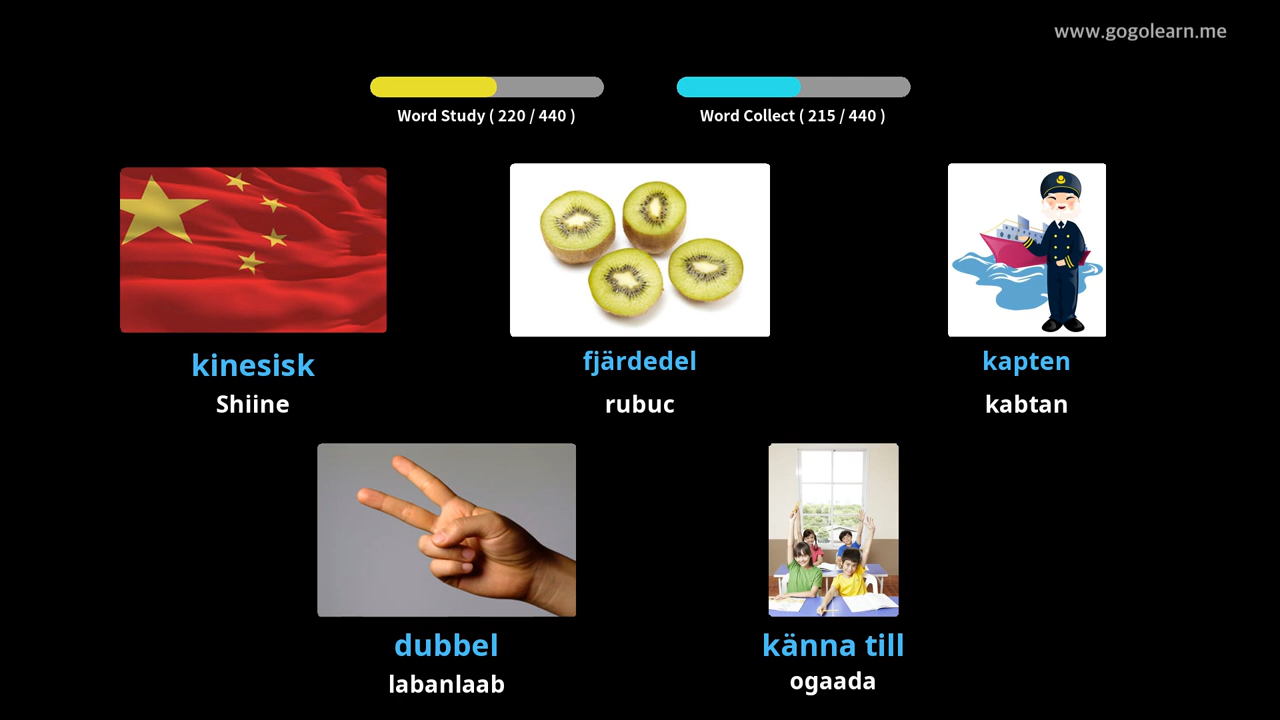 www.gogolearn.me
Word Study ( 220 / 440 )
Word Collect ( 215 / 440 )
kinesisk
Shiine
fjärdedel
rubuc
kapten
kabtan
dubbel
labanlaab
känna till
ogaada